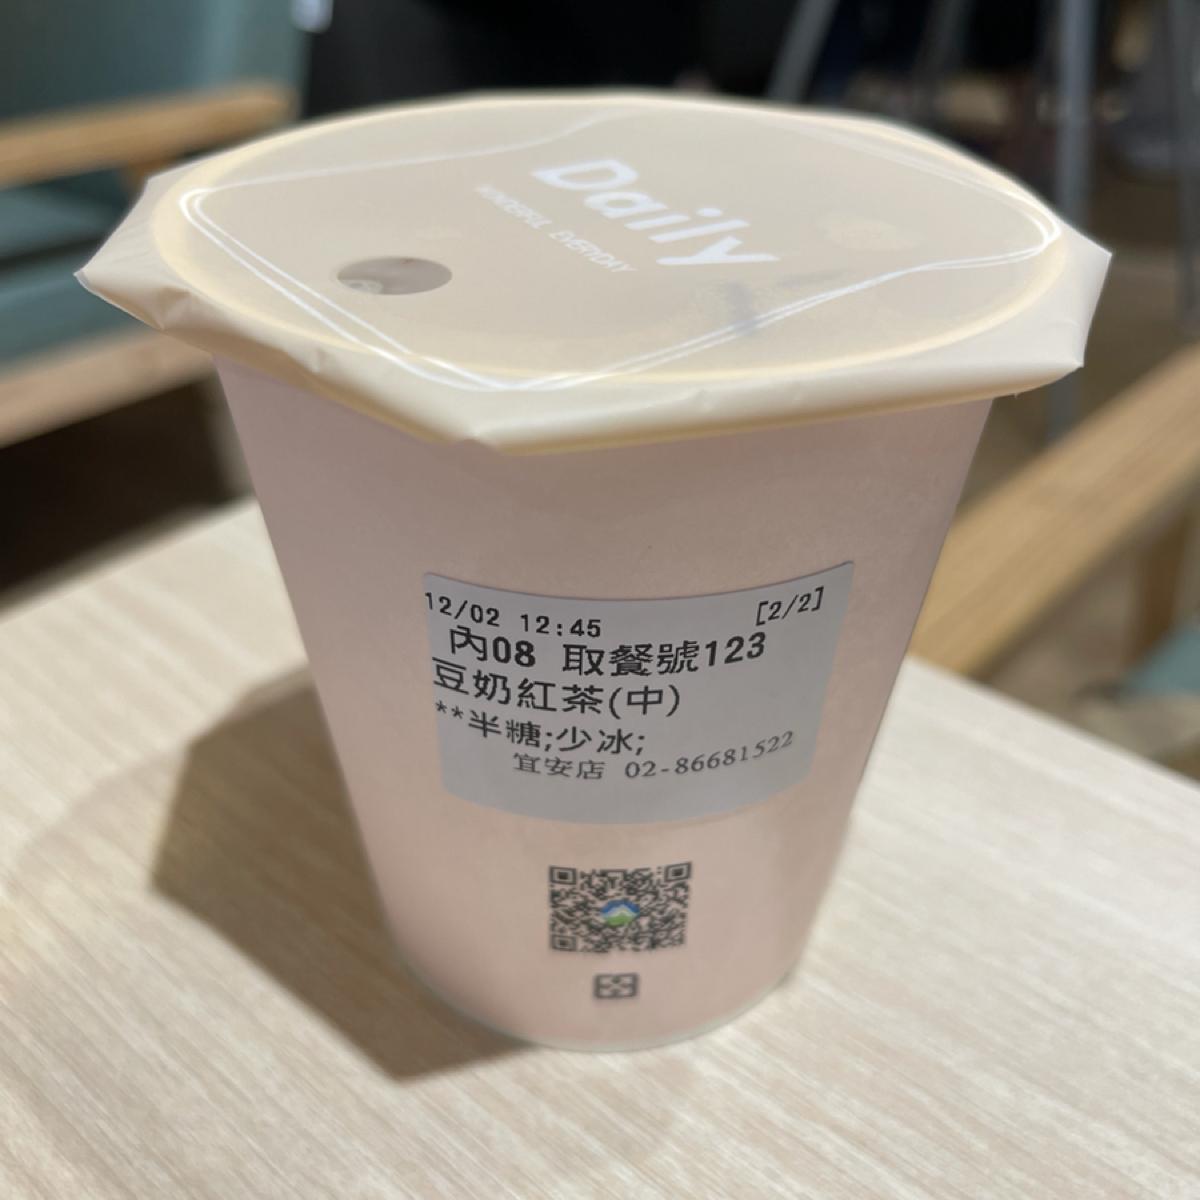 Daily
WONDERFUL EVERYDAY
12/02 12:45 [2/2]
內08 取餐號123
豆奶紅茶(中)
**半糖;少冰;
宜安店 02-86681522